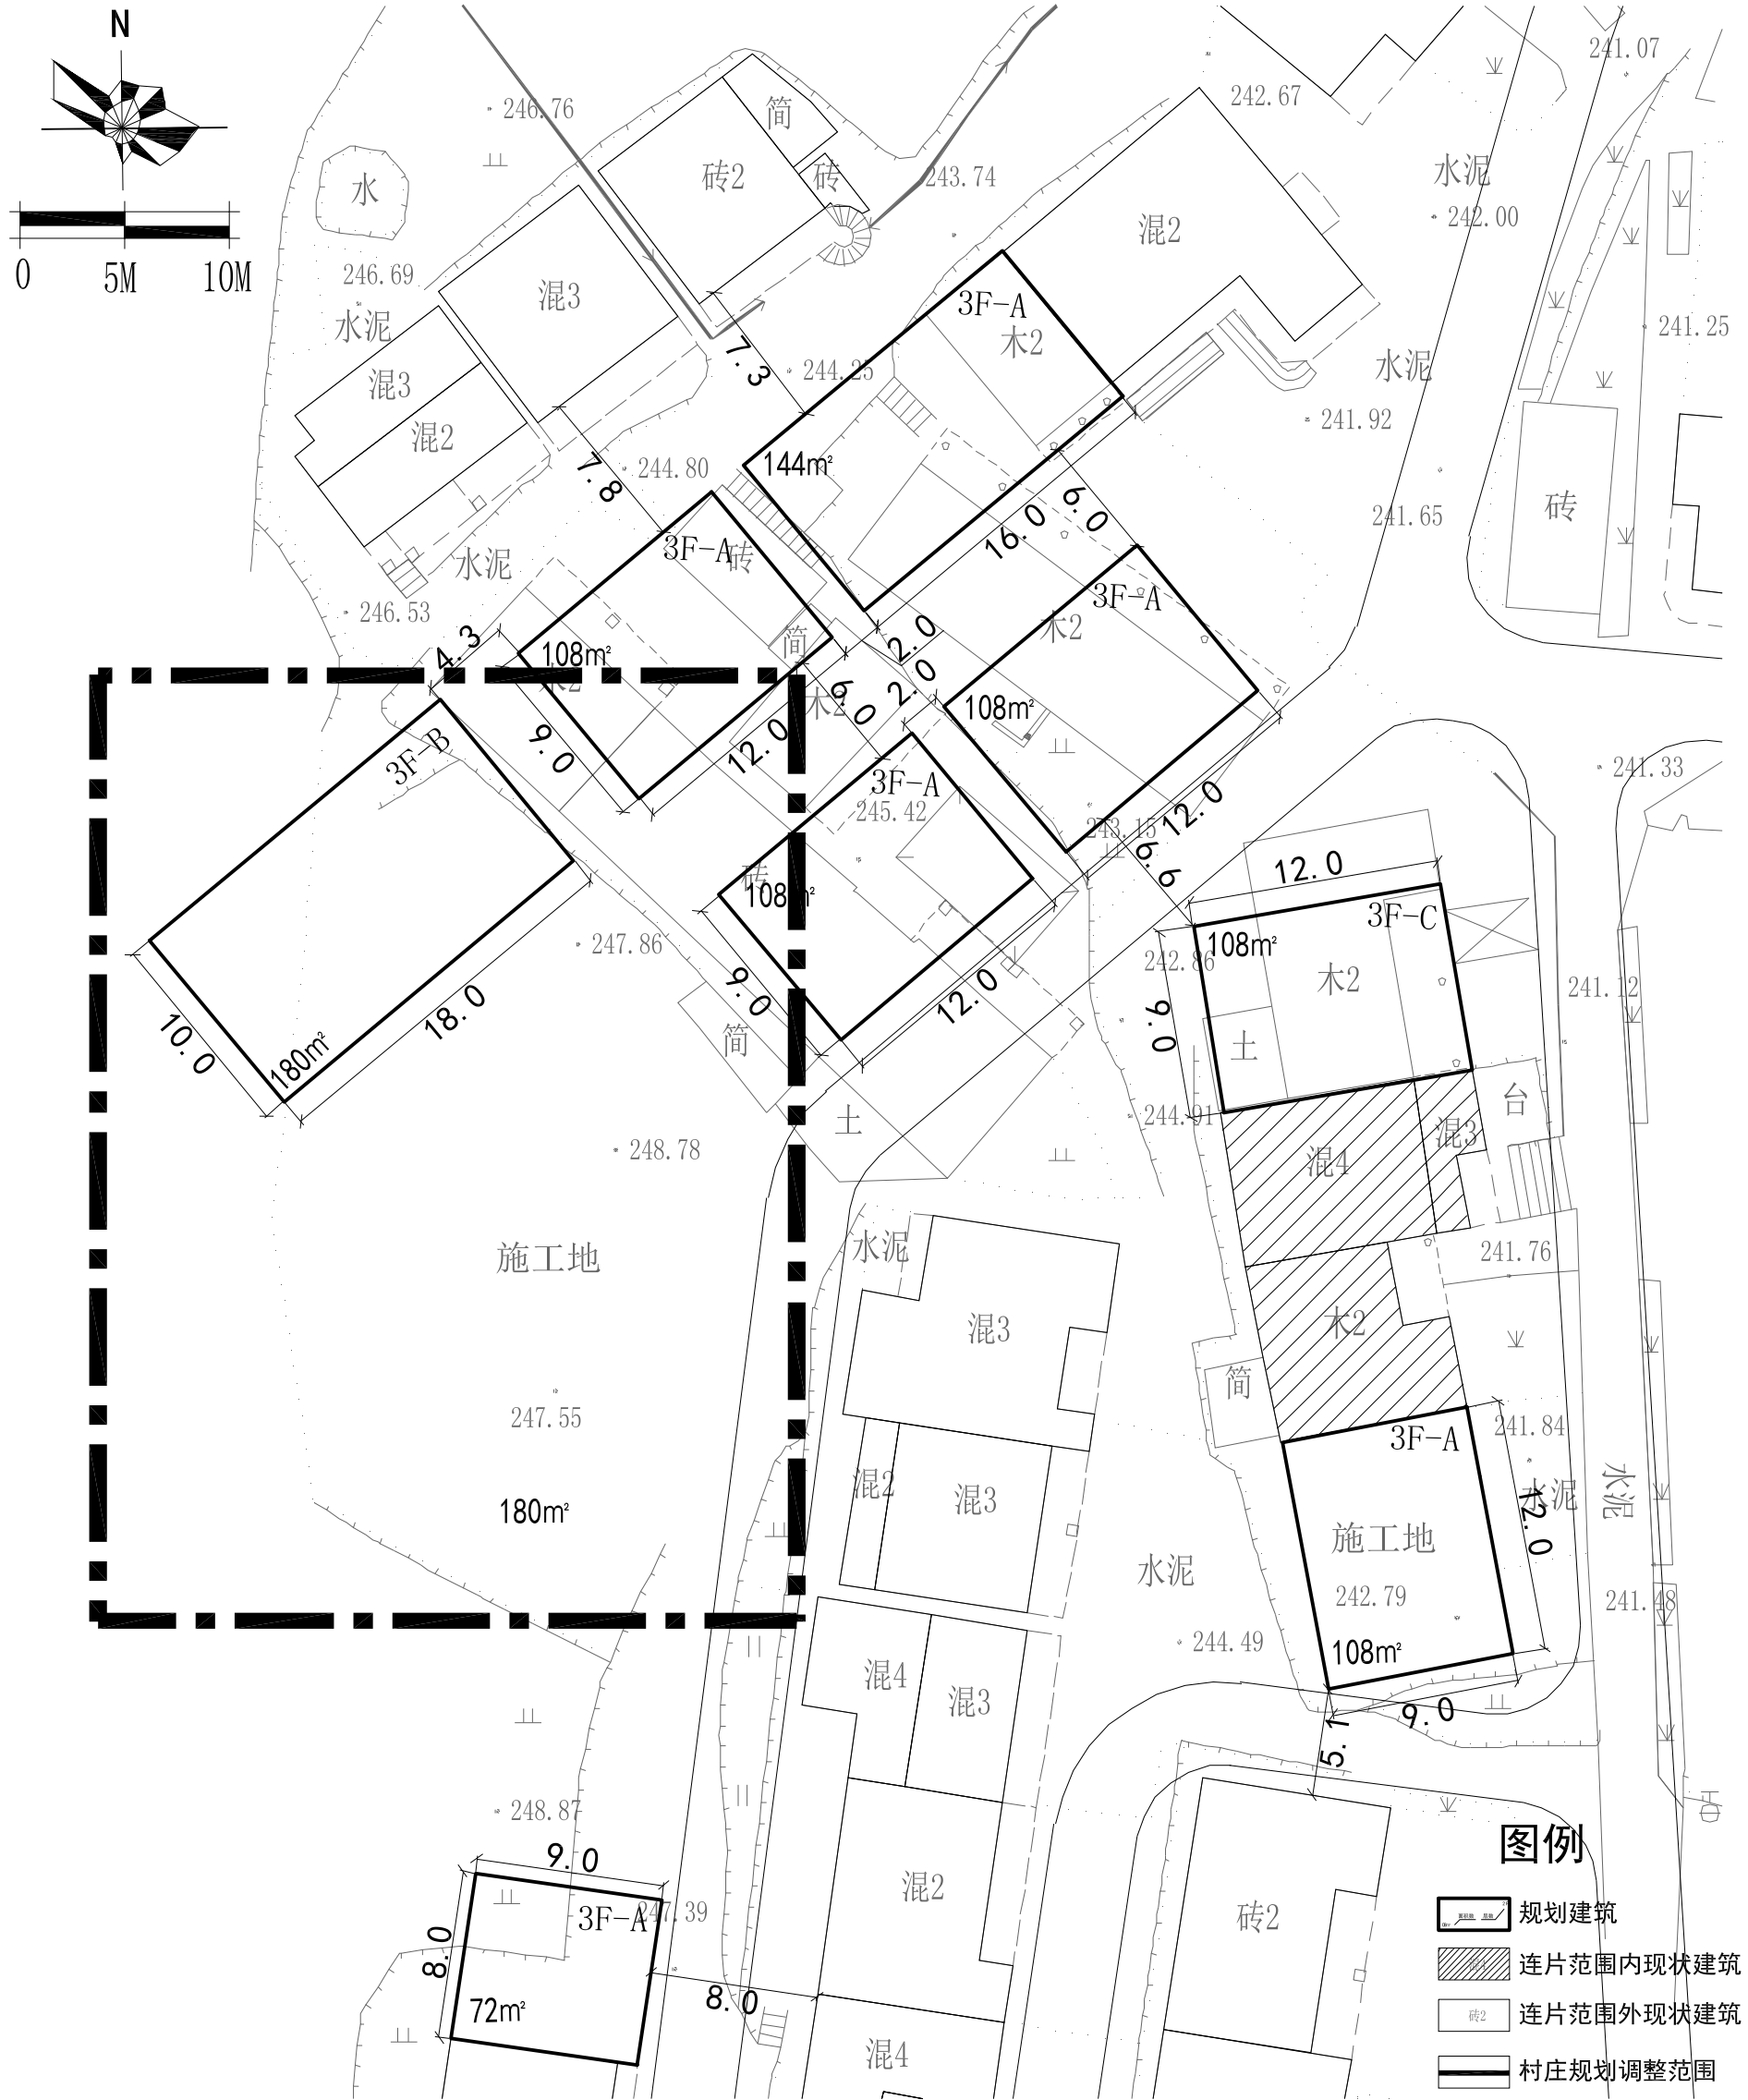 N
0 5M 10M
246.76
简
砖2
砖
243.74
242.67
241.07
水泥
242.00
水
246.69
水泥
混3
混2
3F-A
木2
7.3
244.25
241.25
水泥
241.92
混3
混2
7.8
244.80
144㎡
6.0
16.0
241.65
砖
水泥
3F-A
砖
246.53
4.3
108㎡
木2
简
2.0
3F-A
木2
木2
6.0
2.0
108㎡
9.0
12.0
3F-B
3F-A
245.42
241.33
12.0
243.15
6.6
砖
108㎡
12.0
3F-C
108㎡
242.86
木2
247.86
9.0
12.0
241.12
9.0
土
10.0
18.0
180㎡
简
土
244.91
台
混3
混4
248.78
施工地
水泥
241.76
混3
木2
简
247.55
3F-A
241.84
混2
混3
水泥
水泥
12.0
180㎡
施工地
水泥
242.79
241.48
244.49
108㎡
混4
混3
9.0
5.1
248.87
9.0
3F-A
247.39
8.0
72㎡
8.0
混2
砖2
混4
图例
规划建筑
连片范围内现状建筑
砖2
连片范围外现状建筑
村庄规划调整范围